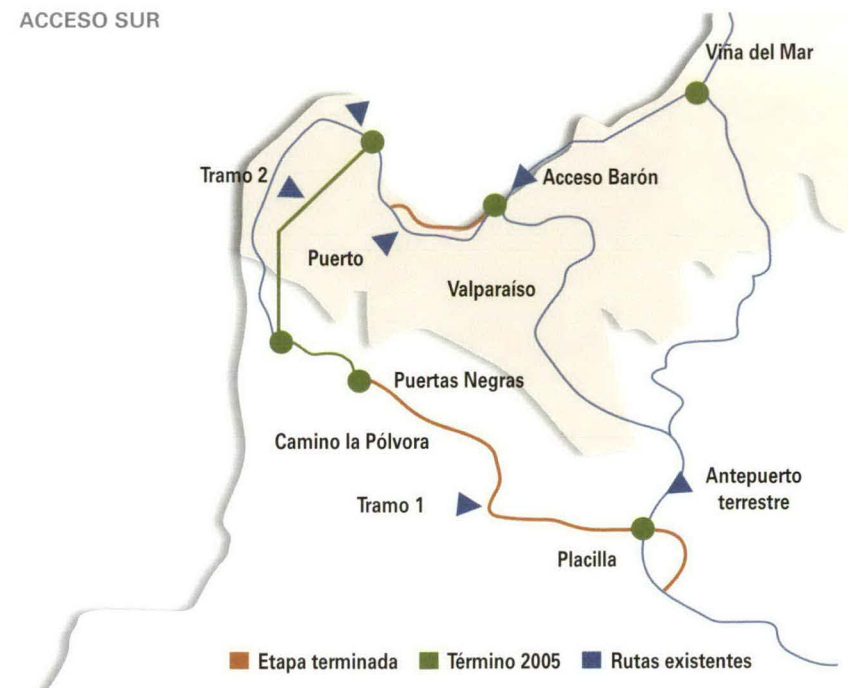 ACCESO SUR
Viña del Mar
Tramo 2
Acceso Barón
Puerto
Valparaíso
Puertas Negras
Camino la Pólvora
Tramo 1
Antepuerto
terrestre
Placilla
Etapa terminada
Término 2005
Rutas existentes